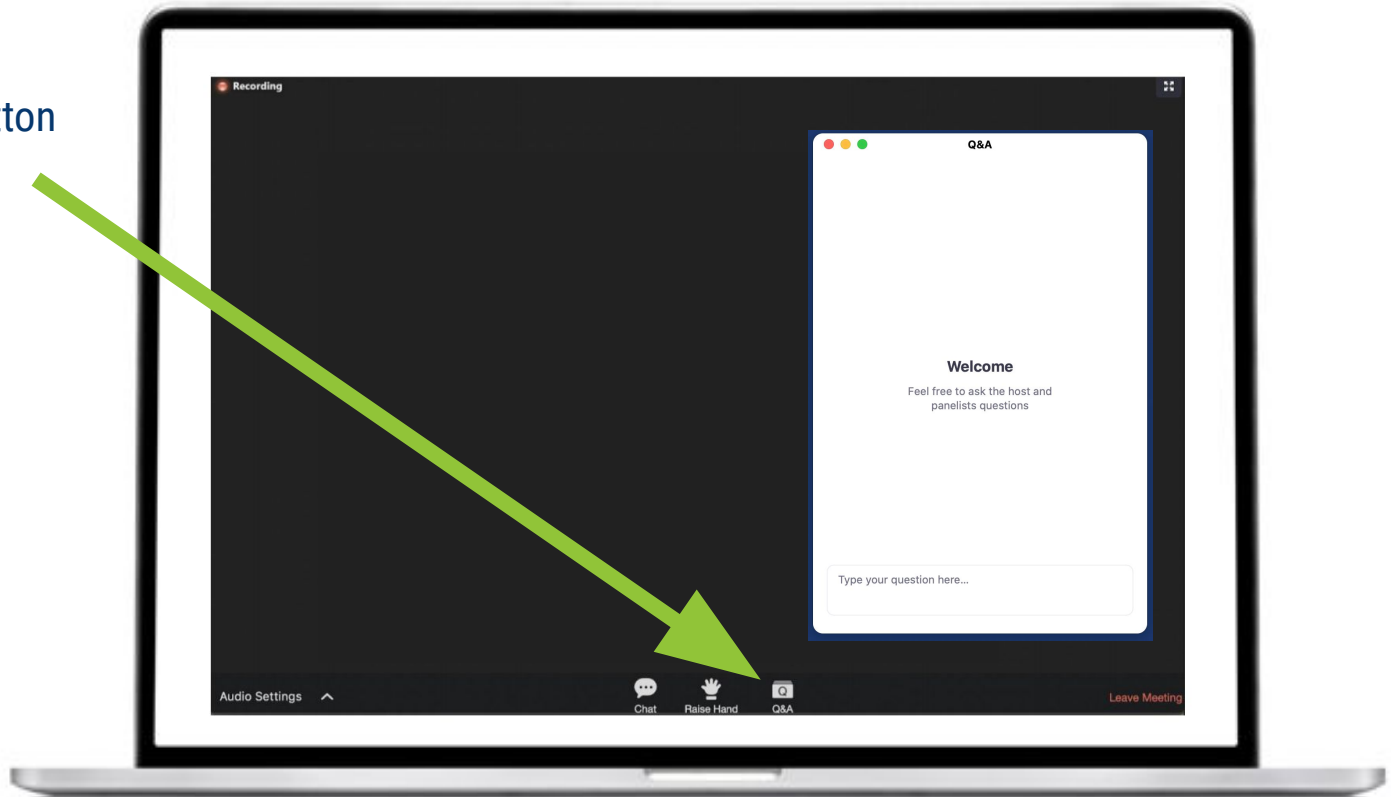 Recording
Q&A
Welcome
Feel free to ask the host and
panelists questions
Type your question here...
Audio Settings
Chat
Raise Hand
Q
Q&A
Leave Meeting